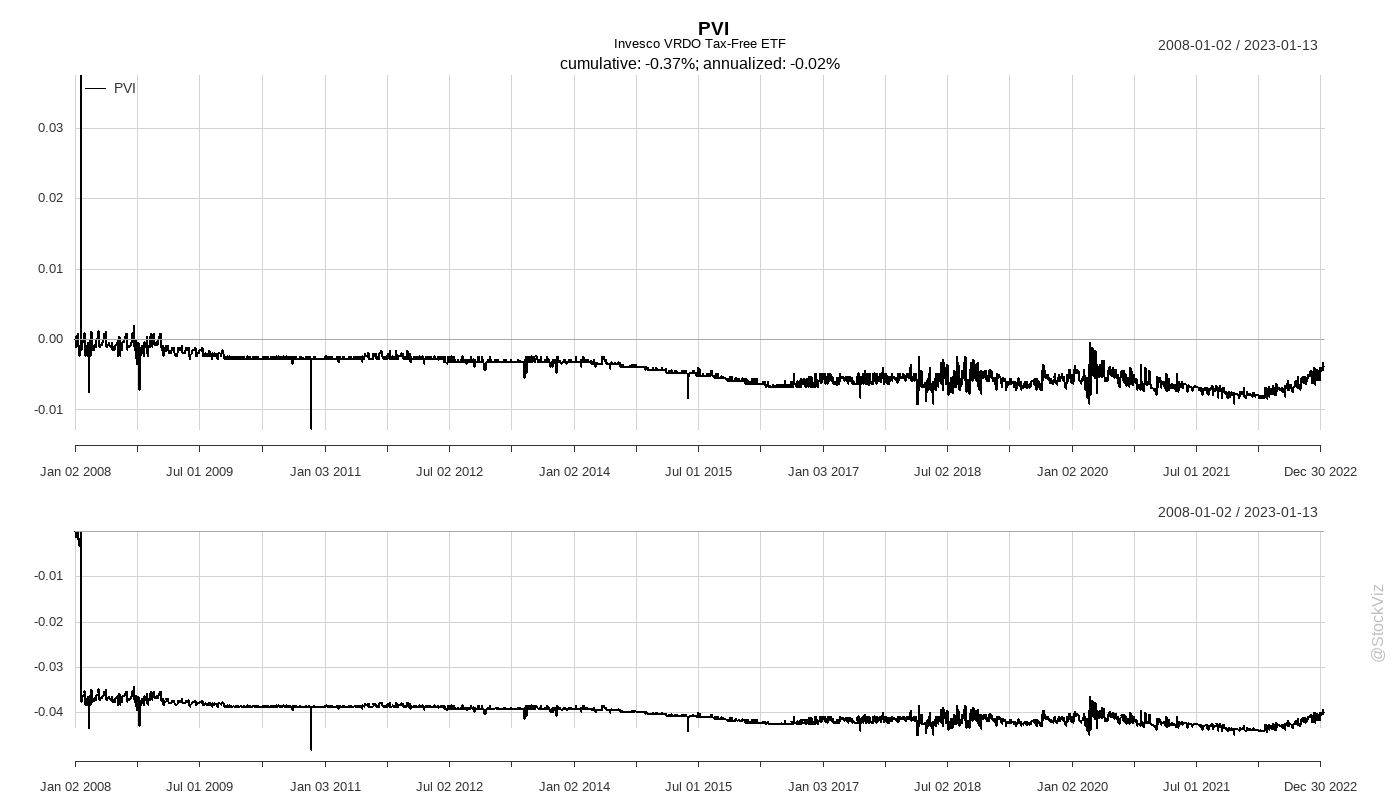 PVI
Invesco VRDO Tax-Free ETF
cumulative: -0.37%; annualized: -0.02%
2008-01-02 / 2023-01-13
PVI
0.03
0.02
0.01
0.00
-0.01
Jan 02 2008 Jul 01 2009 Jan 03 2011 Jul 02 2012 Jan 02 2014 Jul 01 2015 Jan 03 2017 Jul 02 2018 Jan 02 2020 Jul 01 2021 Dec 30 2022
2008-01-02 / 2023-01-13
-0.01
-0.02
-0.03
-0.04
Jan 02 2008 Jul 01 2009 Jan 03 2011 Jul 02 2012 Jan 02 2014 Jul 01 2015 Jan 03 2017 Jul 02 2018 Jan 02 2020 Jul 01 2021 Dec 30 2022
@StockViz